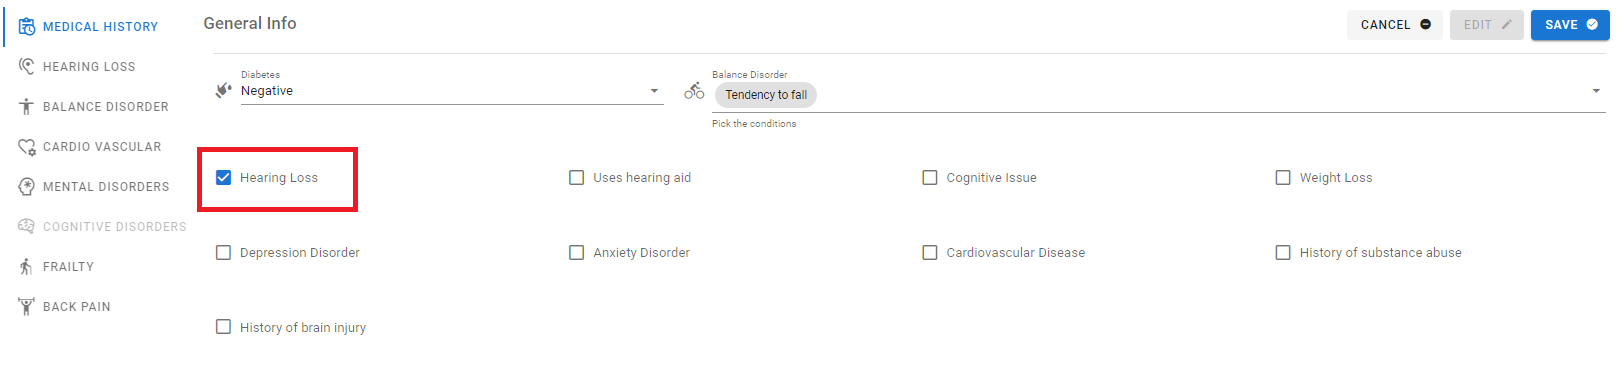 MEDICAL HISTORY
HEARING LOSS
BALANCE DISORDER
CARDIO VASCULAR
MENTAL DISORDERS
COGNITIVE DISORDERS
FRAILTY
BACK PAIN
General Info
CANCEL
EDIT
SAVE
Diabetes
Negative
Balance Disorder
Tendency to fall
Pick the conditions
Hearing Loss
Uses hearing aid
Cognitive Issue
Weight Loss
Depression Disorder
Anxiety Disorder
Cardiovascular Disease
History of substance abuse
History of brain injury